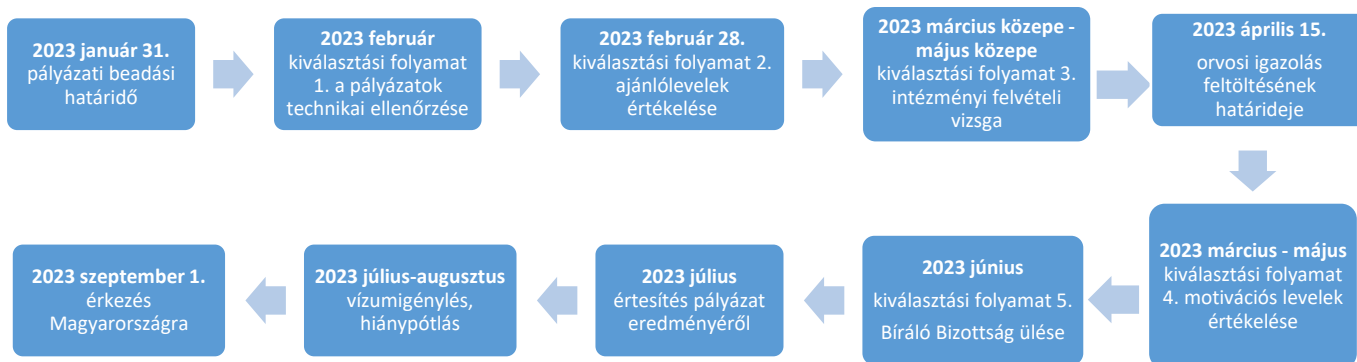 2023 január 31.
pályázati beadási
határidő
2023 február
kiválasztási folyamat
1. a pályázatok
technikai ellenőrzése
2023 február 28.
kiválasztási folyamat 2.
ajánlólevelek
értékelése
2023 március közepe -
május közepe
kiválasztási folyamat 3.
intézményi felvételi
vizsga
2023 április 15.
orvosi igazolás
feltöltésének
határideje
2023 március - május
kiválasztási folyamat
4. motivációs levelek
értékelése
2023 június
kiválasztási folyamat 5.
Bíráló Bizottság ülése
2023 július
értesítés pályázat
eredményéről
2023 július-augusztus
vízumigénylés,
hiánypótlás
2023 szeptember 1.
érkezés
Magyarországra